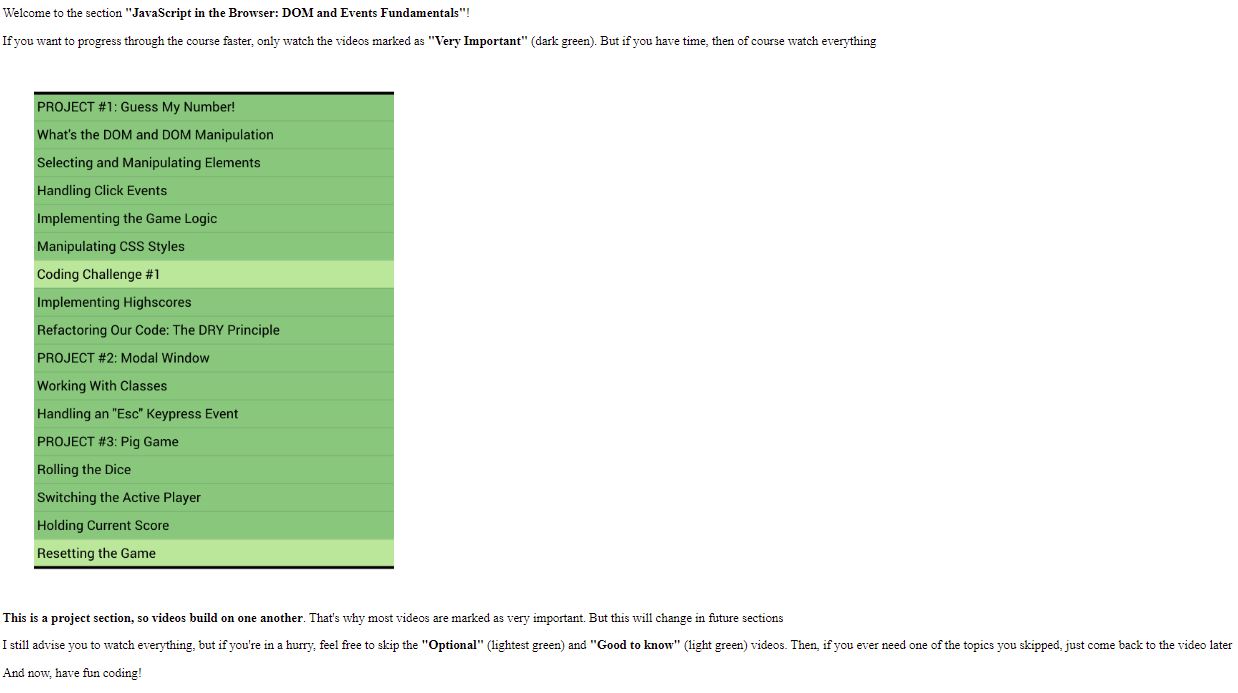 Welcome to the section "JavaScript in the Browser: DOM and Events Fundamentals"!
If you want to progress through the course faster, only watch the videos marked as "Very Important" (dark green). But if you have time, then of course watch everything
PROJECT #1: Guess My Number!
What's the DOM and DOM Manipulation
Selecting and Manipulating Elements
Handling Click Events
Implementing the Game Logic
Manipulating CSS Styles
Coding Challenge #1
Implementing Highscores
Refactoring Our Code: The DRY Principle
PROJECT #2: Modal Window
Working With Classes
Handling an "Esc" Keypress Event
PROJECT #3: Pig Game
Rolling the Dice
Switching the Active Player
Holding Current Score
Resetting the Game
This is a project section, so videos build on one another. That's why most videos are marked as very important. But this will change in future sections
I still advise you to watch everything, but if you're in a hurry, feel free to skip the "Optional" (lightest green) and "Good to know" (light green) videos. Then, if you ever need one of the topics you skipped, just come back to the video later
And now, have fun coding!